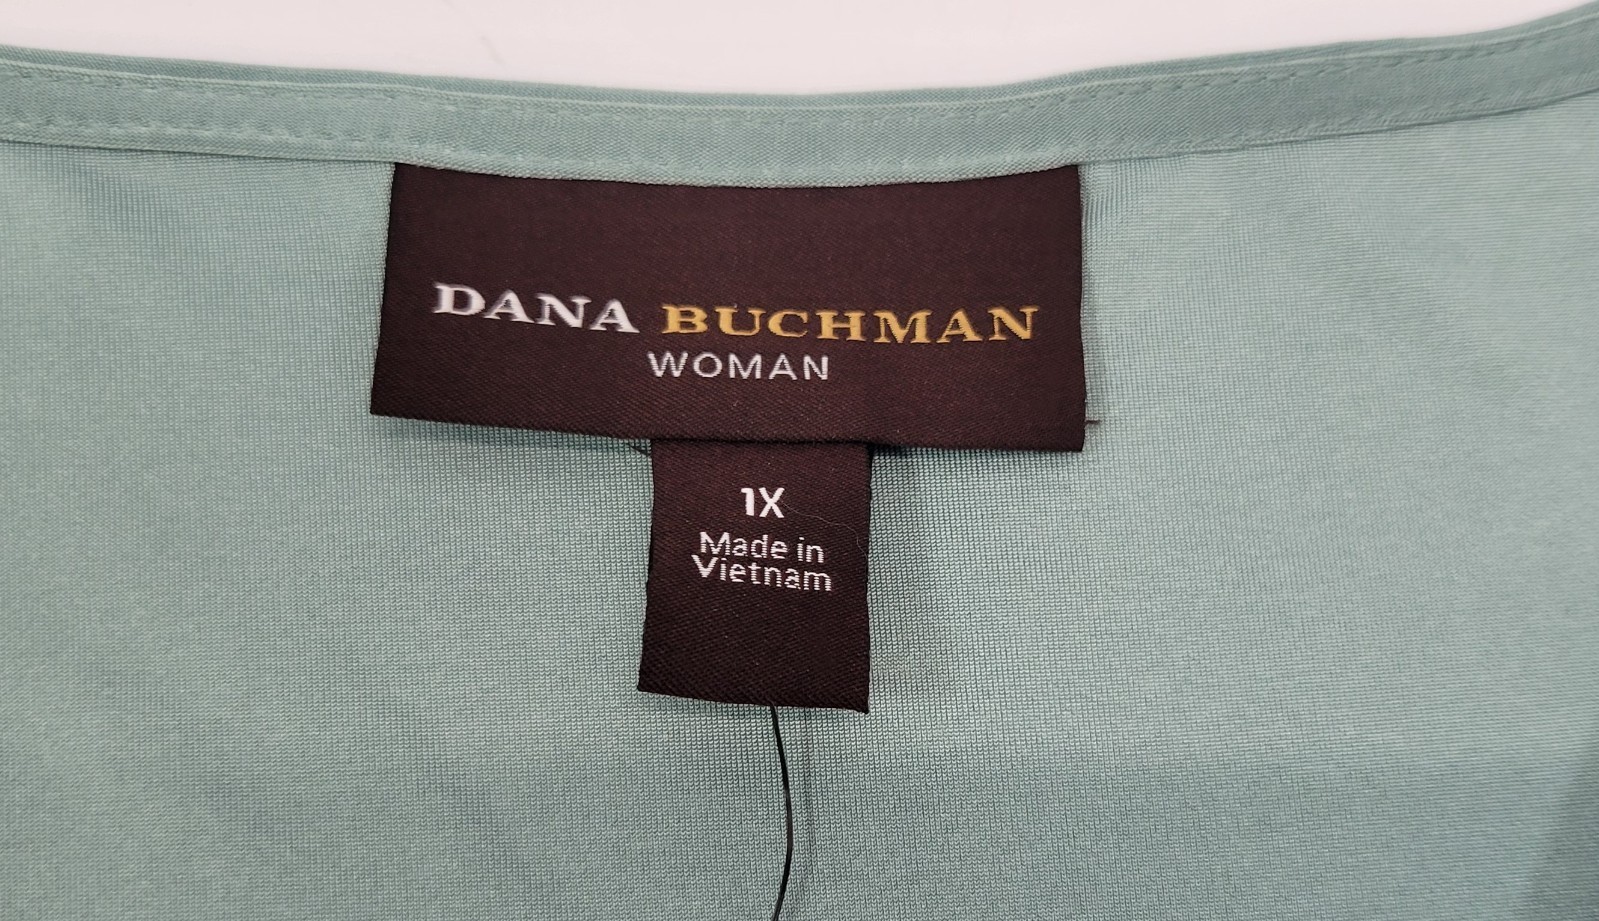 DANA BUCHMAN
WOMAN
1X
Made in
Vietnam